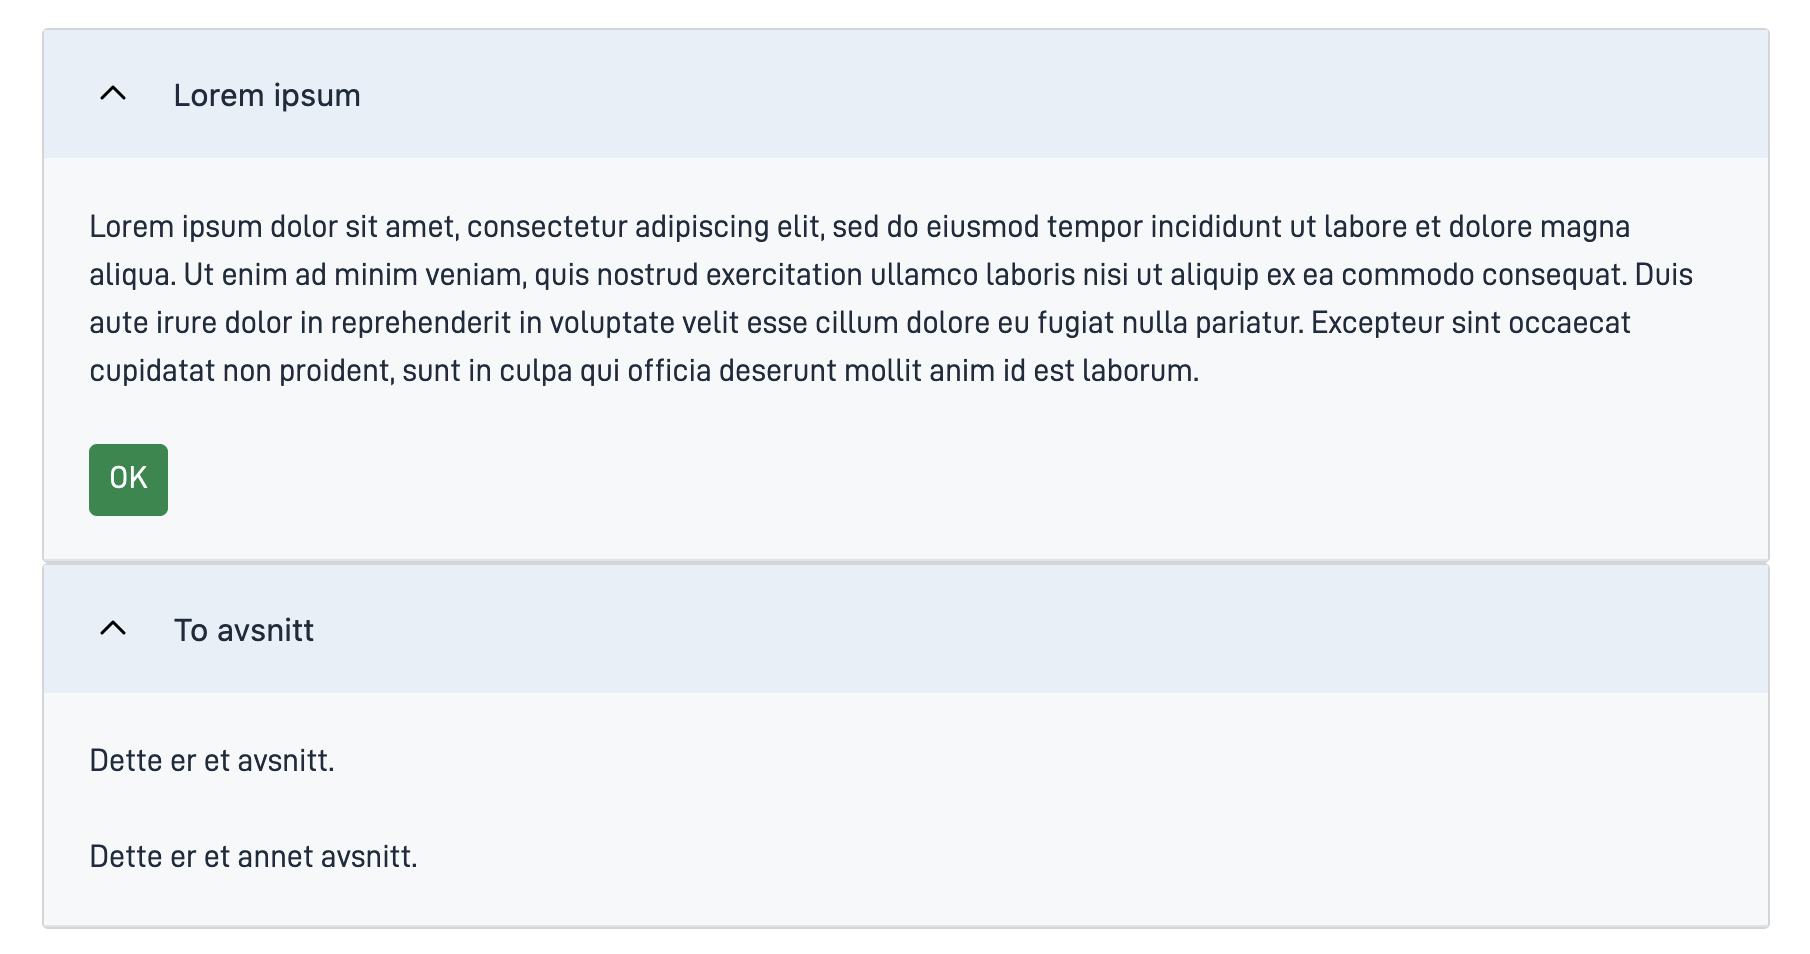 Lorem ipsum
Lorem ipsum dolor sit amet, consectetur adipiscing elit, sed do eiusmod tempor incididunt ut labore et dolore magna
aliqua. Ut enim ad minim veniam, quis nostrud exercitation ullamco laboris nisi ut aliquip ex ea commodo consequat. Duis
aute irure dolor in reprehenderit in voluptate velit esse cillum dolore eu fugiat nulla pariatur. Excepteur sint occaecat
cupidatat non proident, sunt in culpa qui officia deserunt mollit anim id est laborum.
OK
To avsnitt
Dette er et avsnitt.
Dette er et annet avsnitt.